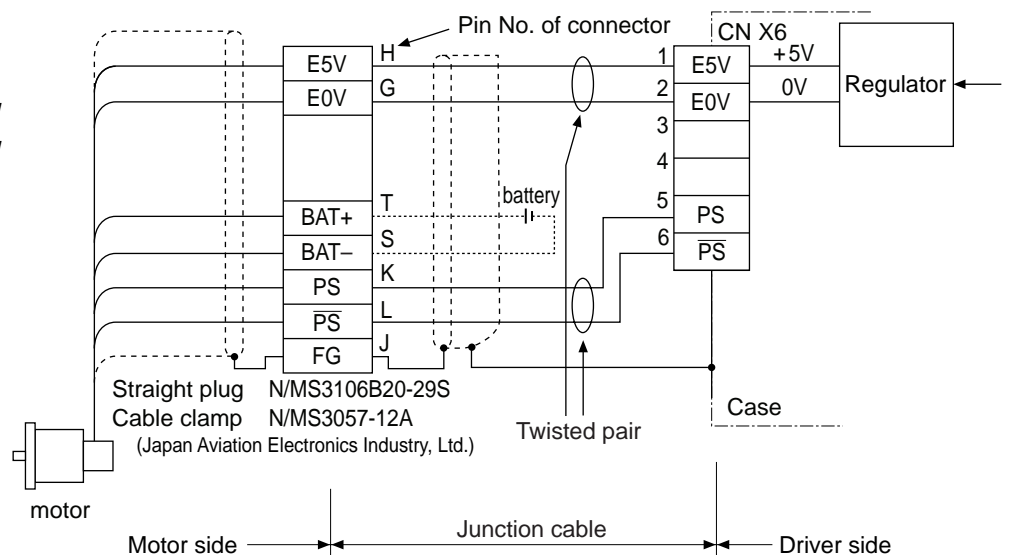 Pin No. of connector
CN X6
E5V H 1 E5V +5V
E0V G 2 E0V 0V Regulator
3
4
BAT+ T battery 5 PS
BAT– S 6 P̅S̅
PS K
P̅S̅ L
FG J
Straight plug N/MS3106B20-29S
Cable clamp N/MS3057-12A
(Japan Aviation Electronics Industry, Ltd.)
Twisted pair
Case
motor
Motor side
Junction cable
Driver side